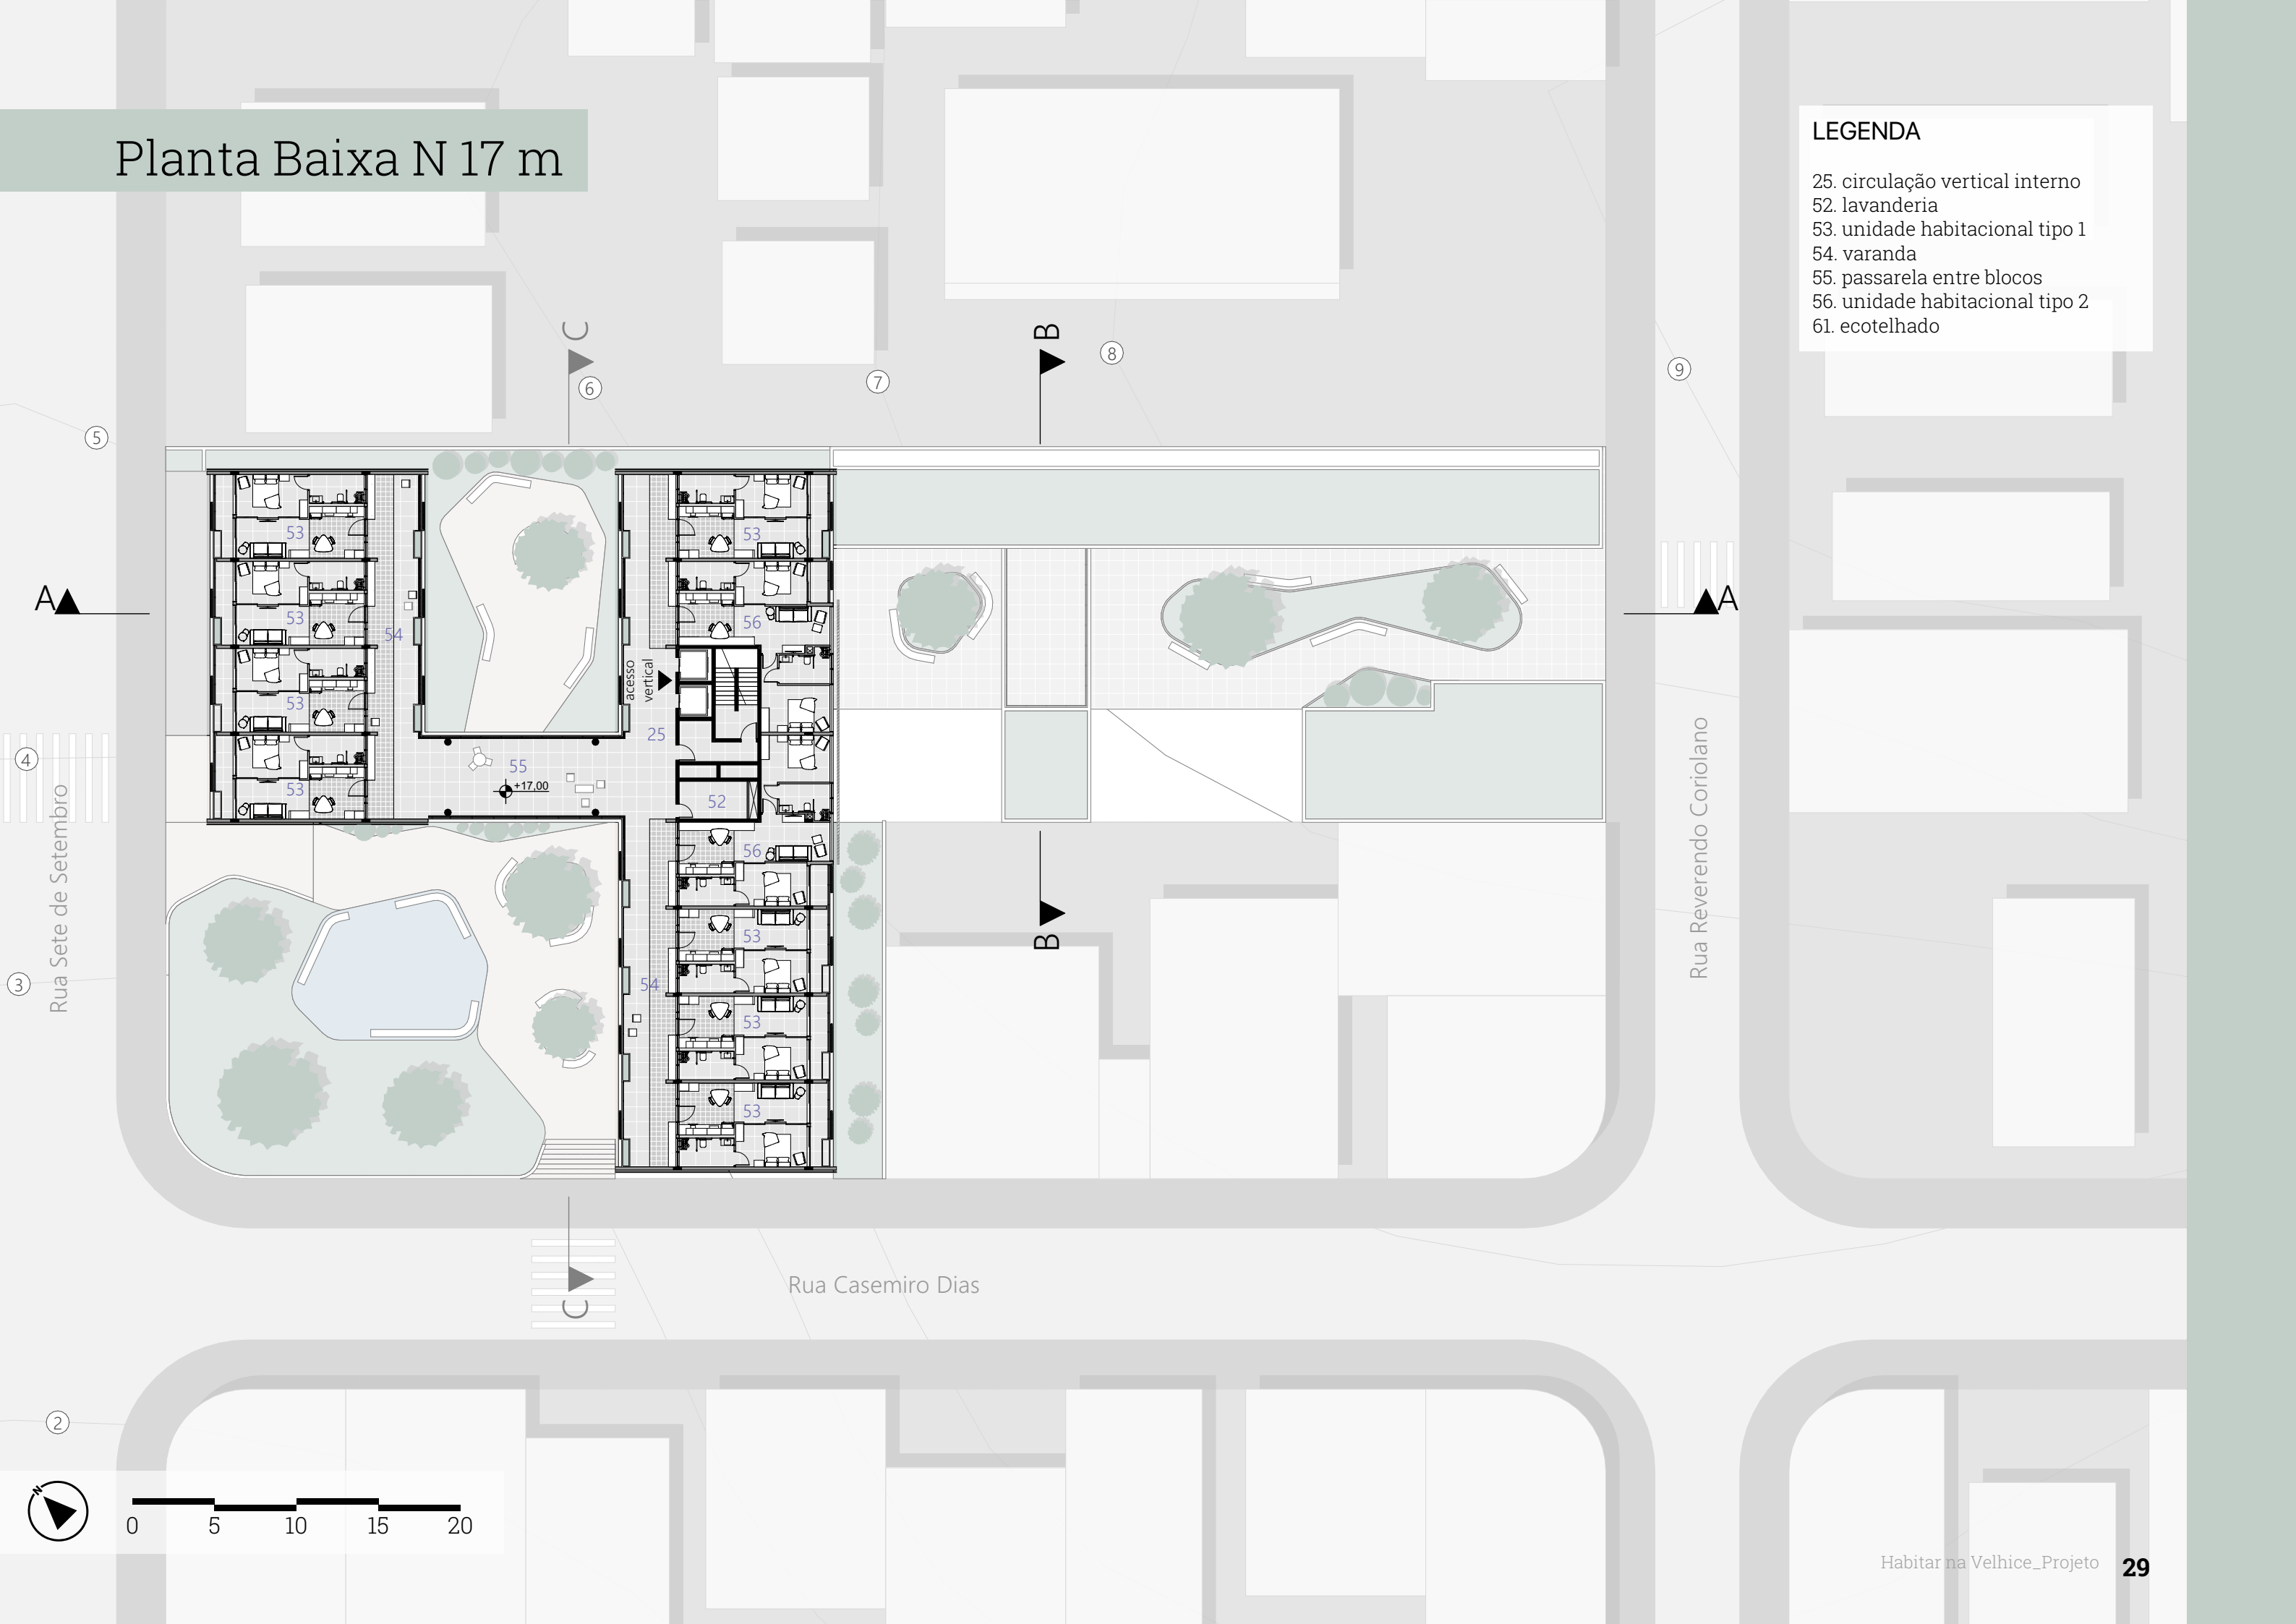 Planta Baixa N 17 m
LEGENDA
25. circulação vertical interno
52. lavanderia
53. unidade habitacional tipo 1
54. varanda
55. passarela entre blocos
56. unidade habitacional tipo 2
61. ecotelhado
C
B
6
7
8
9
5
A
A
53
53
53
53
54
53
56
acesso
vertical
25
55
+17,00
52
56
53
53
53
54
4
3
2
B
C
Rua Sete de Setembro
Rua Reverendo Coriolano
Rua Casemiro Dias
N
0 5 10 15 20
Habitar na Velhice_Projeto 29